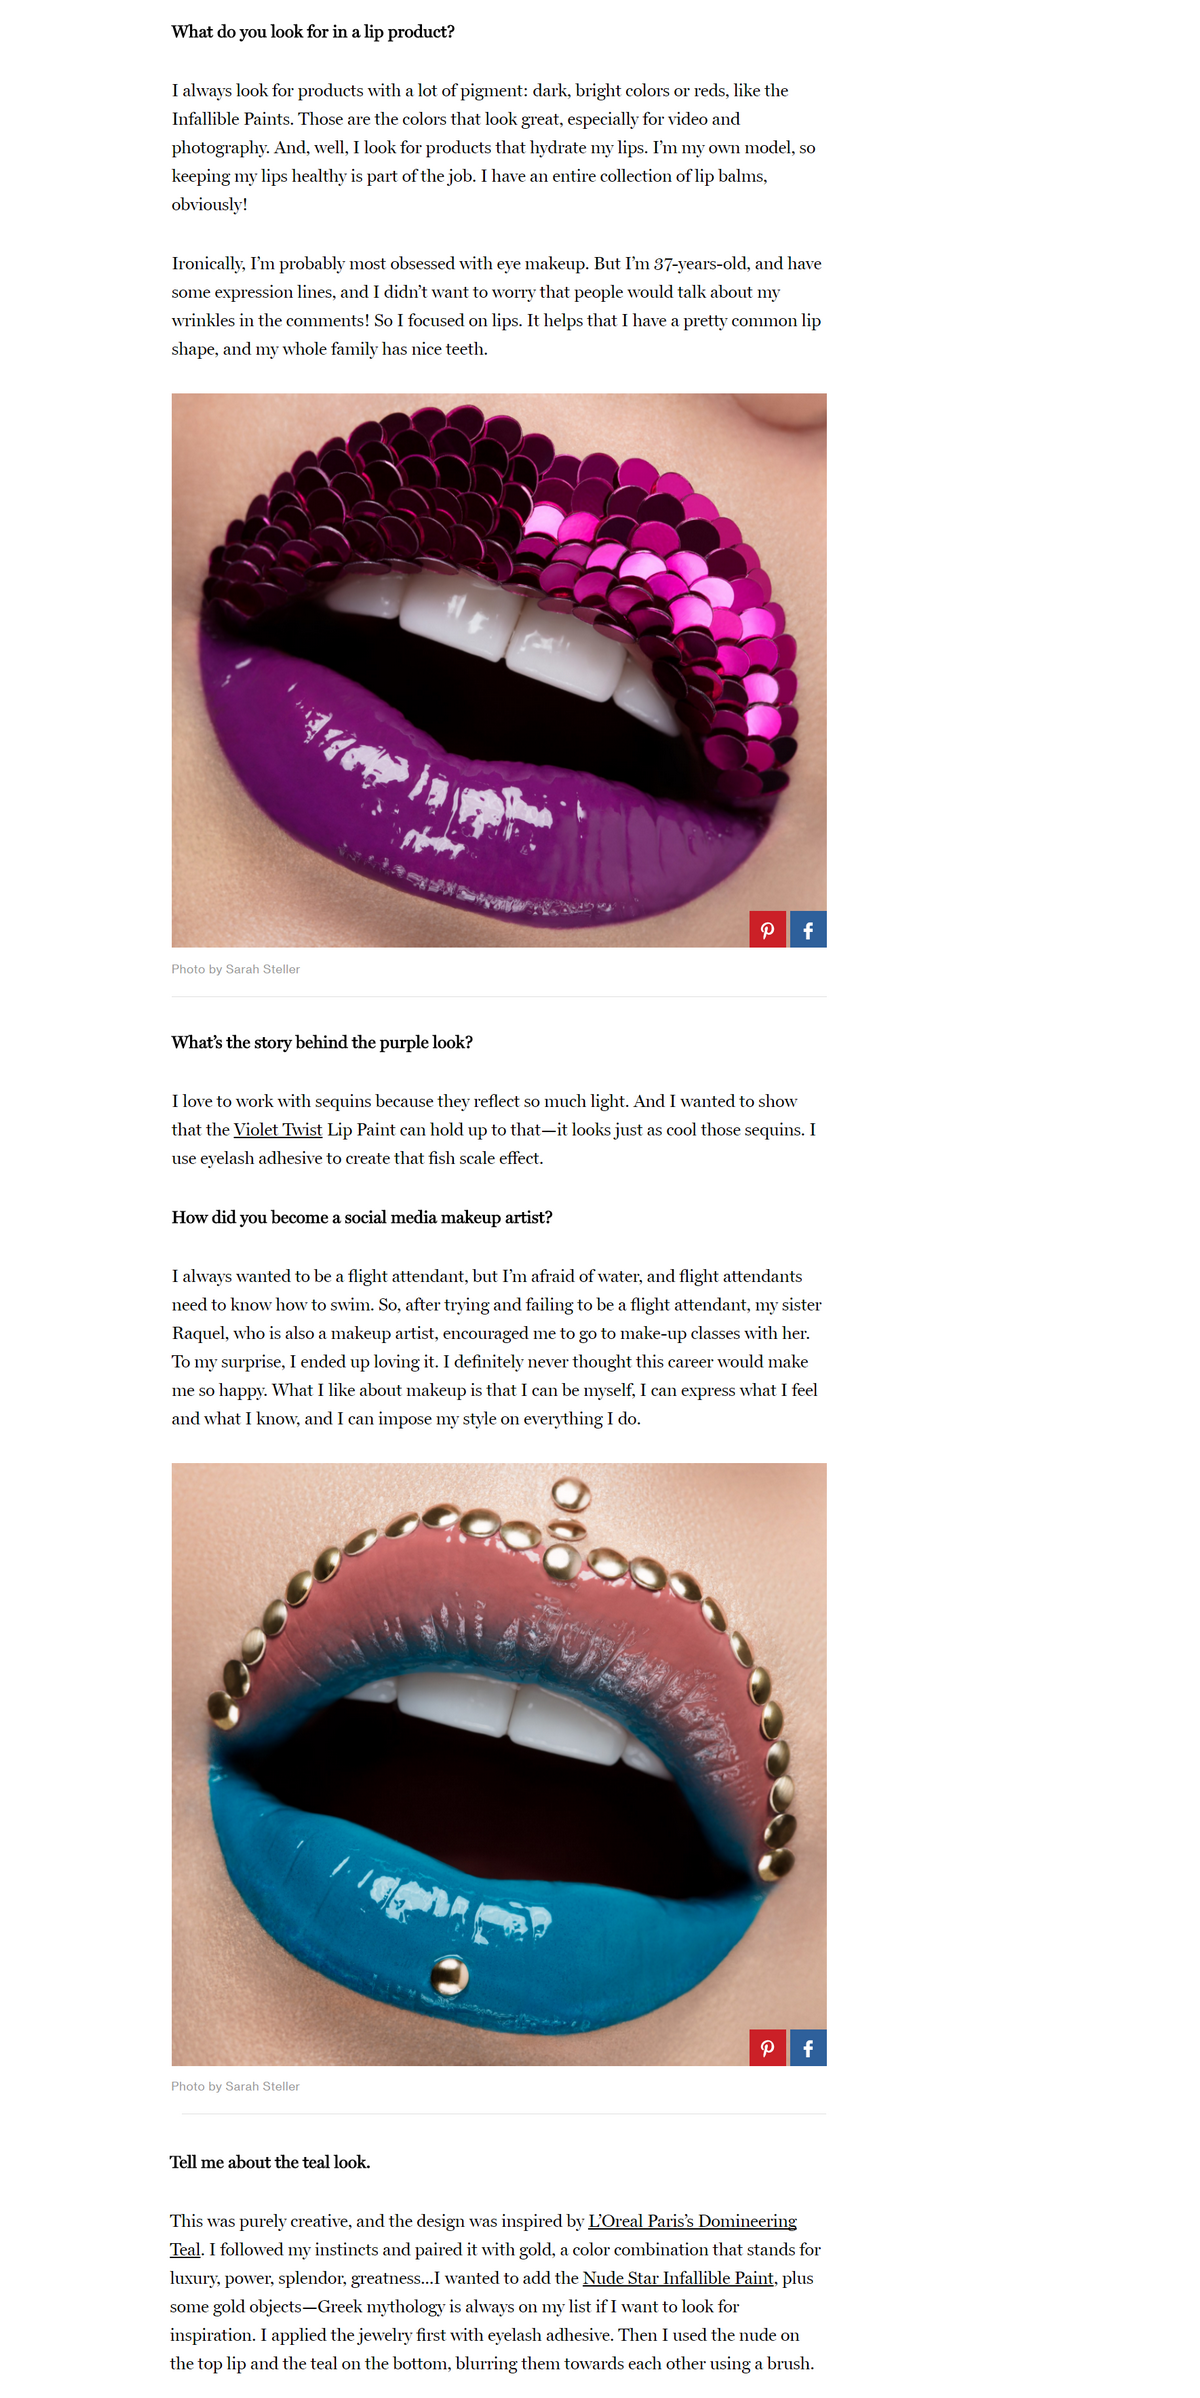 What do you look for in a lip product?
I always look for products with a lot of pigment: dark, bright colors or reds, like the
Infallible Paints. Those are the colors that look great, especially for video and
photography. And, well, I look for products that hydrate my lips. I’m my own model, so
keeping my lips healthy is part of the job. I have an entire collection of lip balms,
obviously!
Ironically, I’m probably most obsessed with eye makeup. But I’m 37-years-old, and have
some expression lines, and I didn’t want to worry that people would talk about my
wrinkles in the comments! So I focused on lips. It helps that I have a pretty common lip
shape, and my whole family has nice teeth.
Photo by Sarah Steller
What’s the story behind the purple look?
I love to work with sequins because they reflect so much light. And I wanted to show
that the Violet Twist Lip Paint can hold up to that—it looks just as cool those sequins. I
use eyelash adhesive to create that fish scale effect.
How did you become a social media makeup artist?
I always wanted to be a flight attendant, but I’m afraid of water, and flight attendants
need to know how to swim. So, after trying and failing to be a flight attendant, my sister
Raquel, who is also a makeup artist, encouraged me to go to make-up classes with her.
To my surprise, I ended up loving it. I definitely never thought this career would make
me so happy. What I like about makeup is that I can be myself, I can express what I feel
and what I know, and I can impose my style on everything I do.
Photo by Sarah Steller
Tell me about the teal look.
This was purely creative, and the design was inspired by L’Oreal Paris’s Domineering
Teal. I followed my instincts and paired it with gold, a color combination that stands for
luxury, power, splendor, greatness...I wanted to add the Nude Star Infallible Paint, plus
some gold objects—Greek mythology is always on my list if I want to look for
inspiration. I applied the jewelry first with eyelash adhesive. Then I used the nude on
the top lip and the teal on the bottom, blurring them towards each other using a brush.